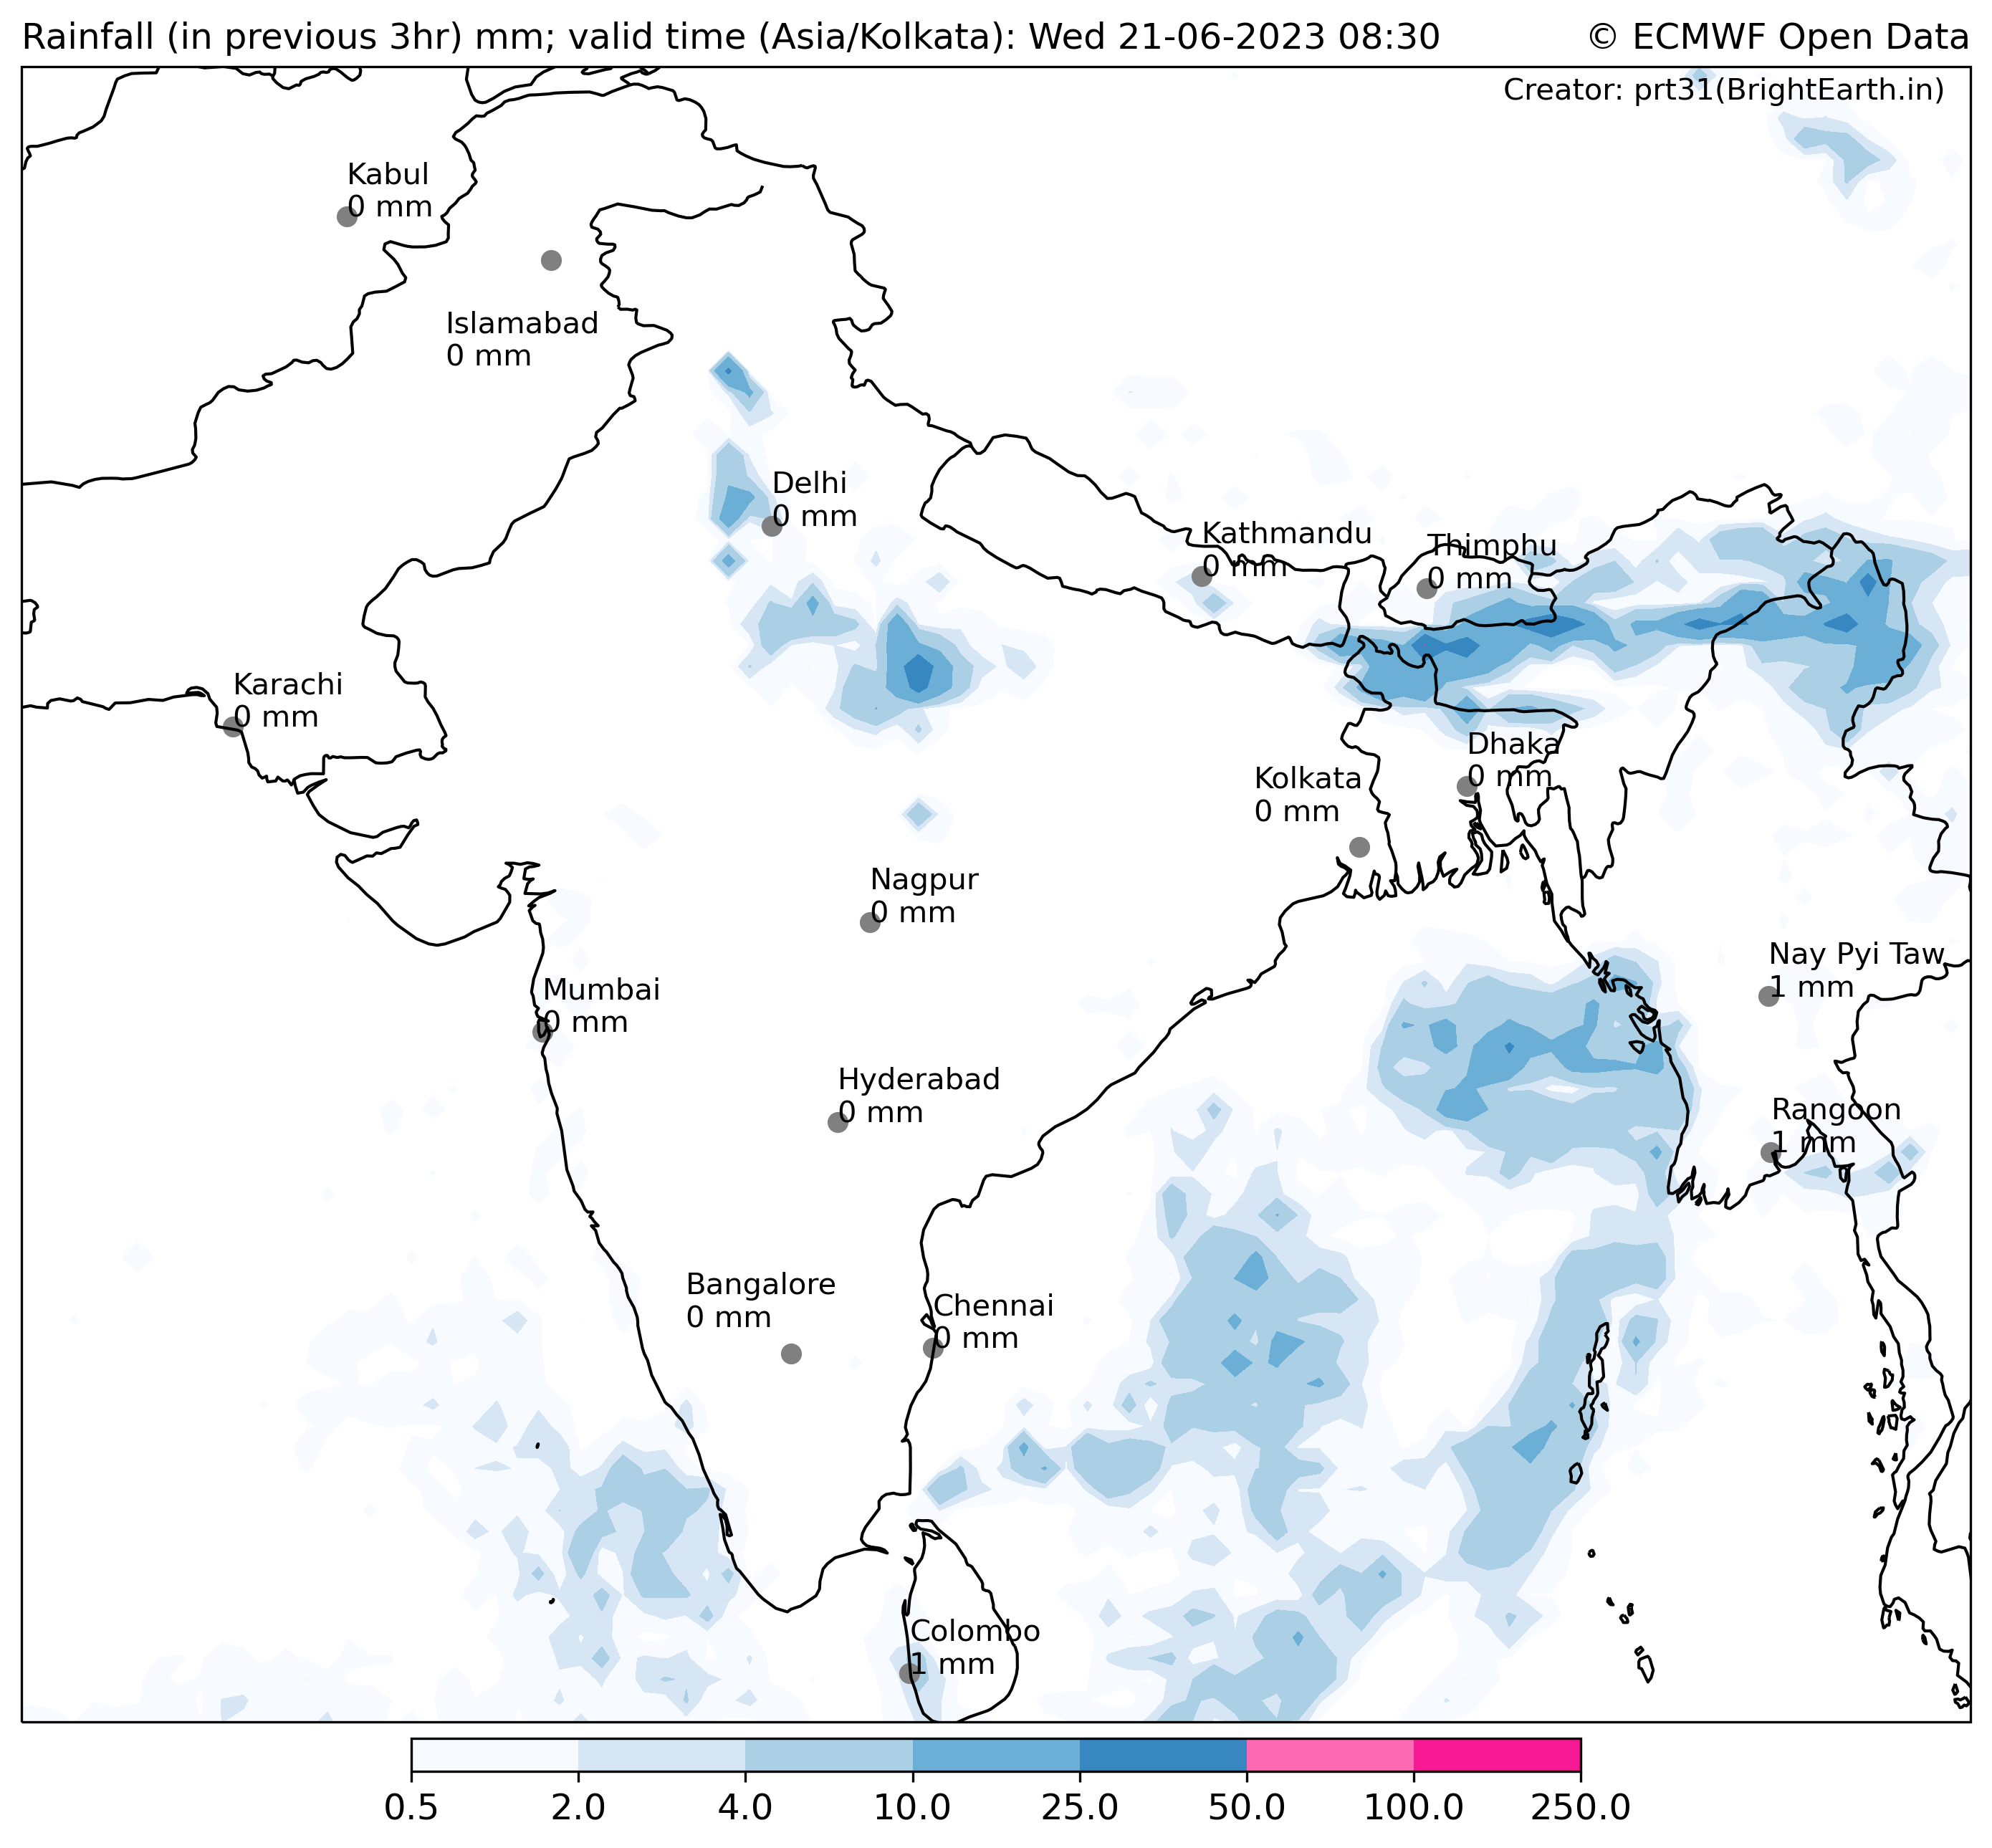 Rainfall (in previous 3hr) mm; valid time (Asia/Kolkata): Wed 21-06-2023 08:30
© ECMWF Open Data
Creator: prt31(BrightEarth.in)
Kabul
0 mm
Islamabad
0 mm
Delhi
0 mm
Kathmandu
0 mm
Thimphu
0 mm
Karachi
0 mm
Dhaka
0 mm
Kolkata
0 mm
Nagpur
0 mm
Nay Pyi Taw
1 mm
Mumbai
0 mm
Hyderabad
0 mm
Rangoon
1 mm
Bangalore
0 mm
Chennai
0 mm
Colombo
1 mm
0.5 2.0 4.0 10.0 25.0 50.0 100.0 250.0